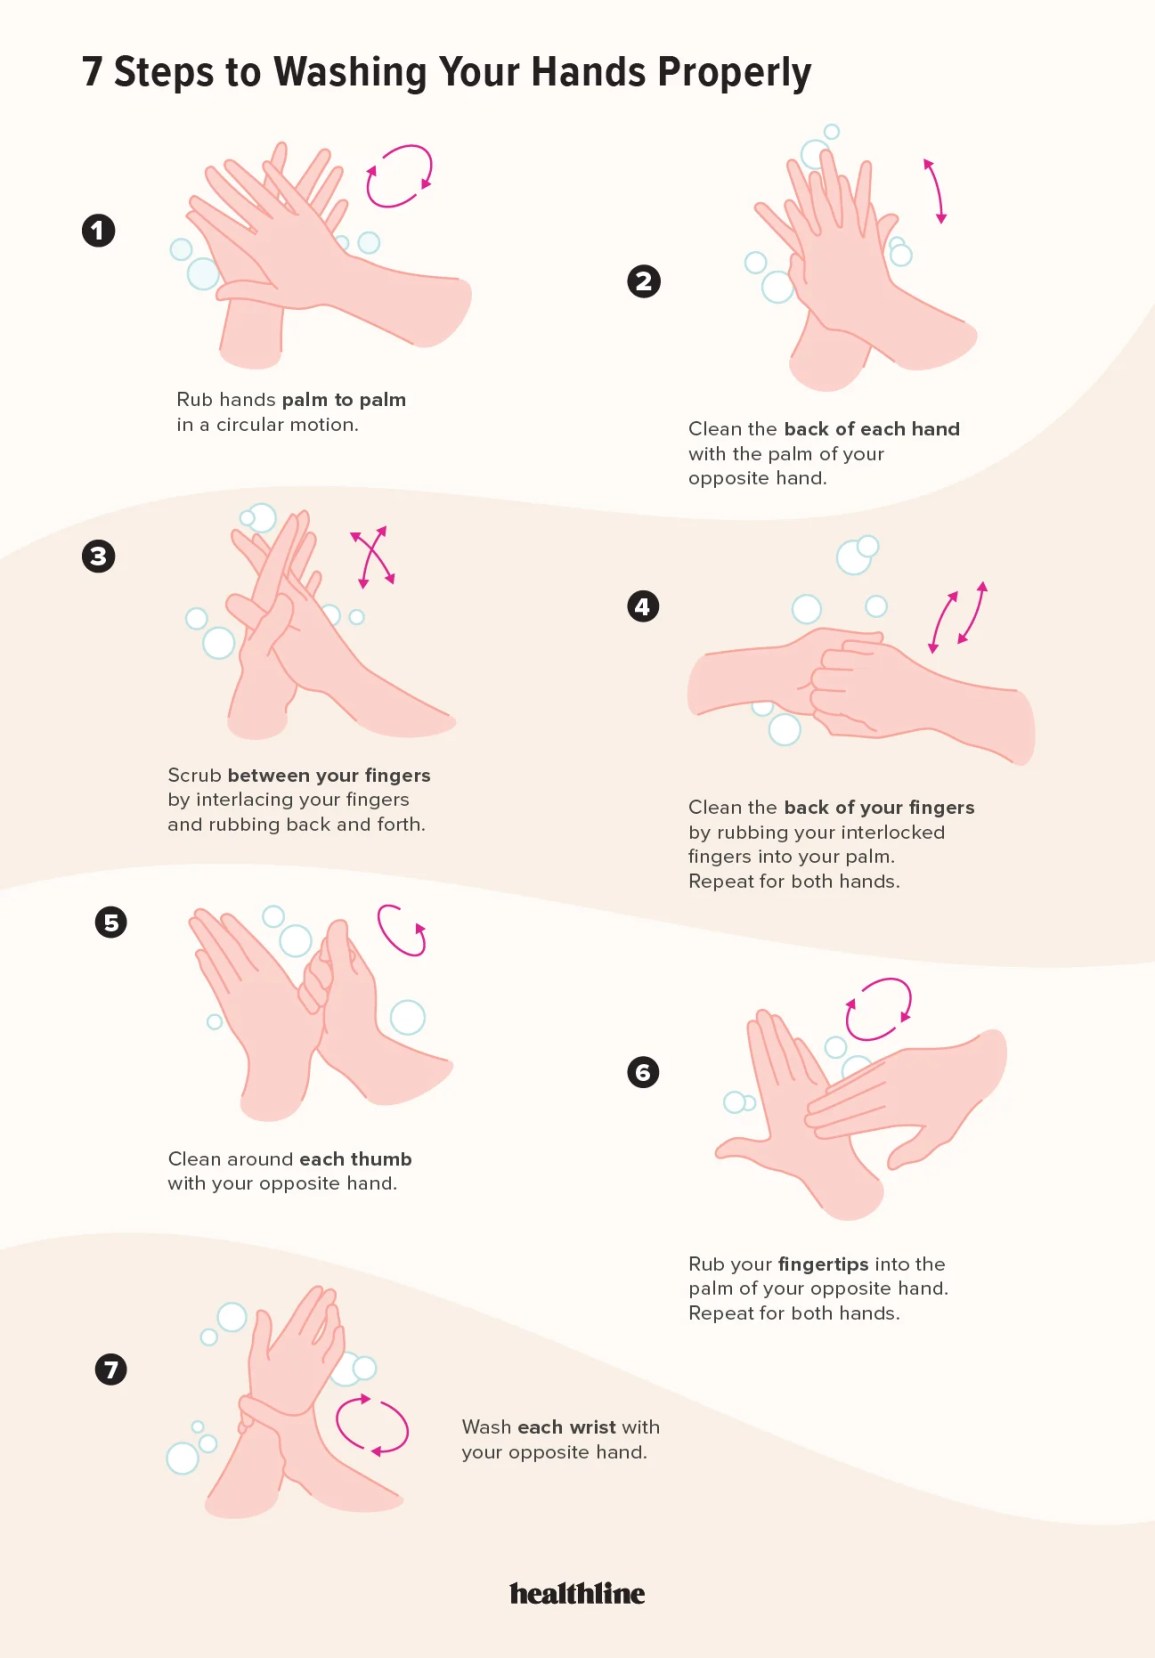 7 Steps to Washing Your Hands Properly
1
Rub hands palm to palm
in a circular motion.
2
Clean the back of each hand
with the palm of your
opposite hand.
3
Scrub between your fingers
by interlacing your fingers
and rubbing back and forth.
4
Clean the back of your fingers
by rubbing your interlocked
fingers into your palm.
Repeat for both hands.
5
Clean around each thumb
with your opposite hand.
6
Rub your fingertips into the
palm of your opposite hand.
Repeat for both hands.
7
Wash each wrist with
your opposite hand.
healthline